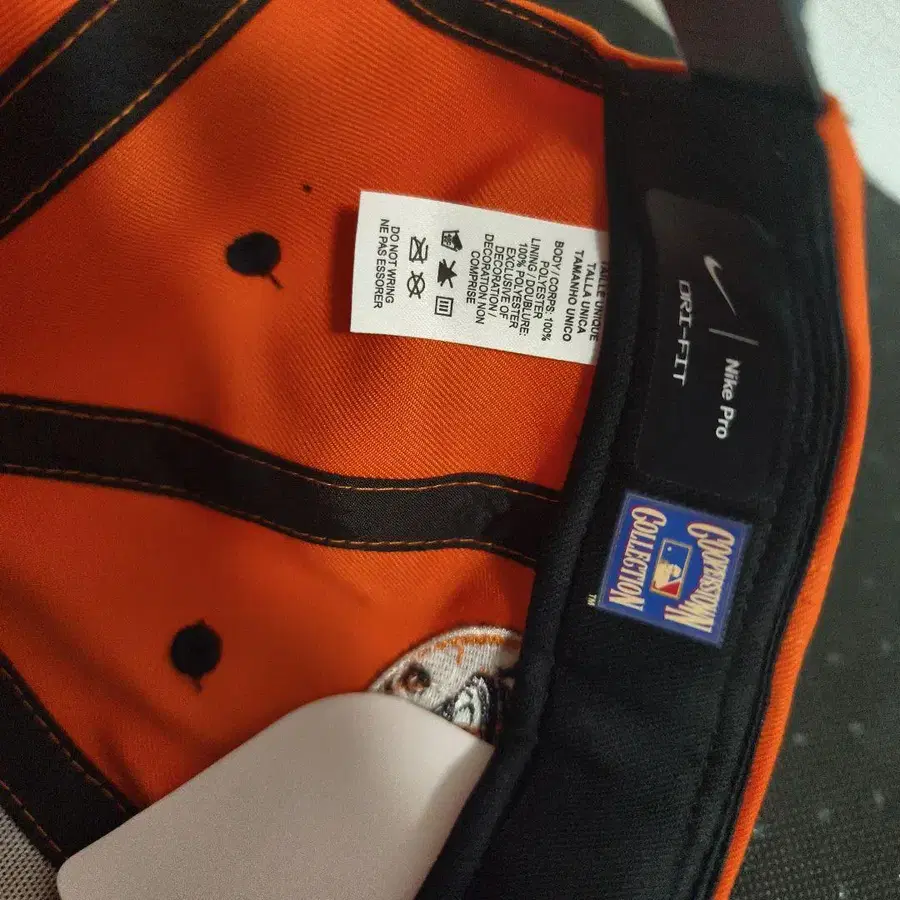 TAILLE UNIQUE
TALLA UNICA
TAMANHO UNICO
BODY / CORPS: 100%
POLYESTER
LINING / DOUBLURE:
100% POLYESTER
EXCLUSIVE OF
DECORATION /
DECORATION NON
COMPRISE
DO NOT WRING
NE PAS ESSORER
Nike Pro
DRI-FIT
COOPERSTOWN
COLLECTION
TM